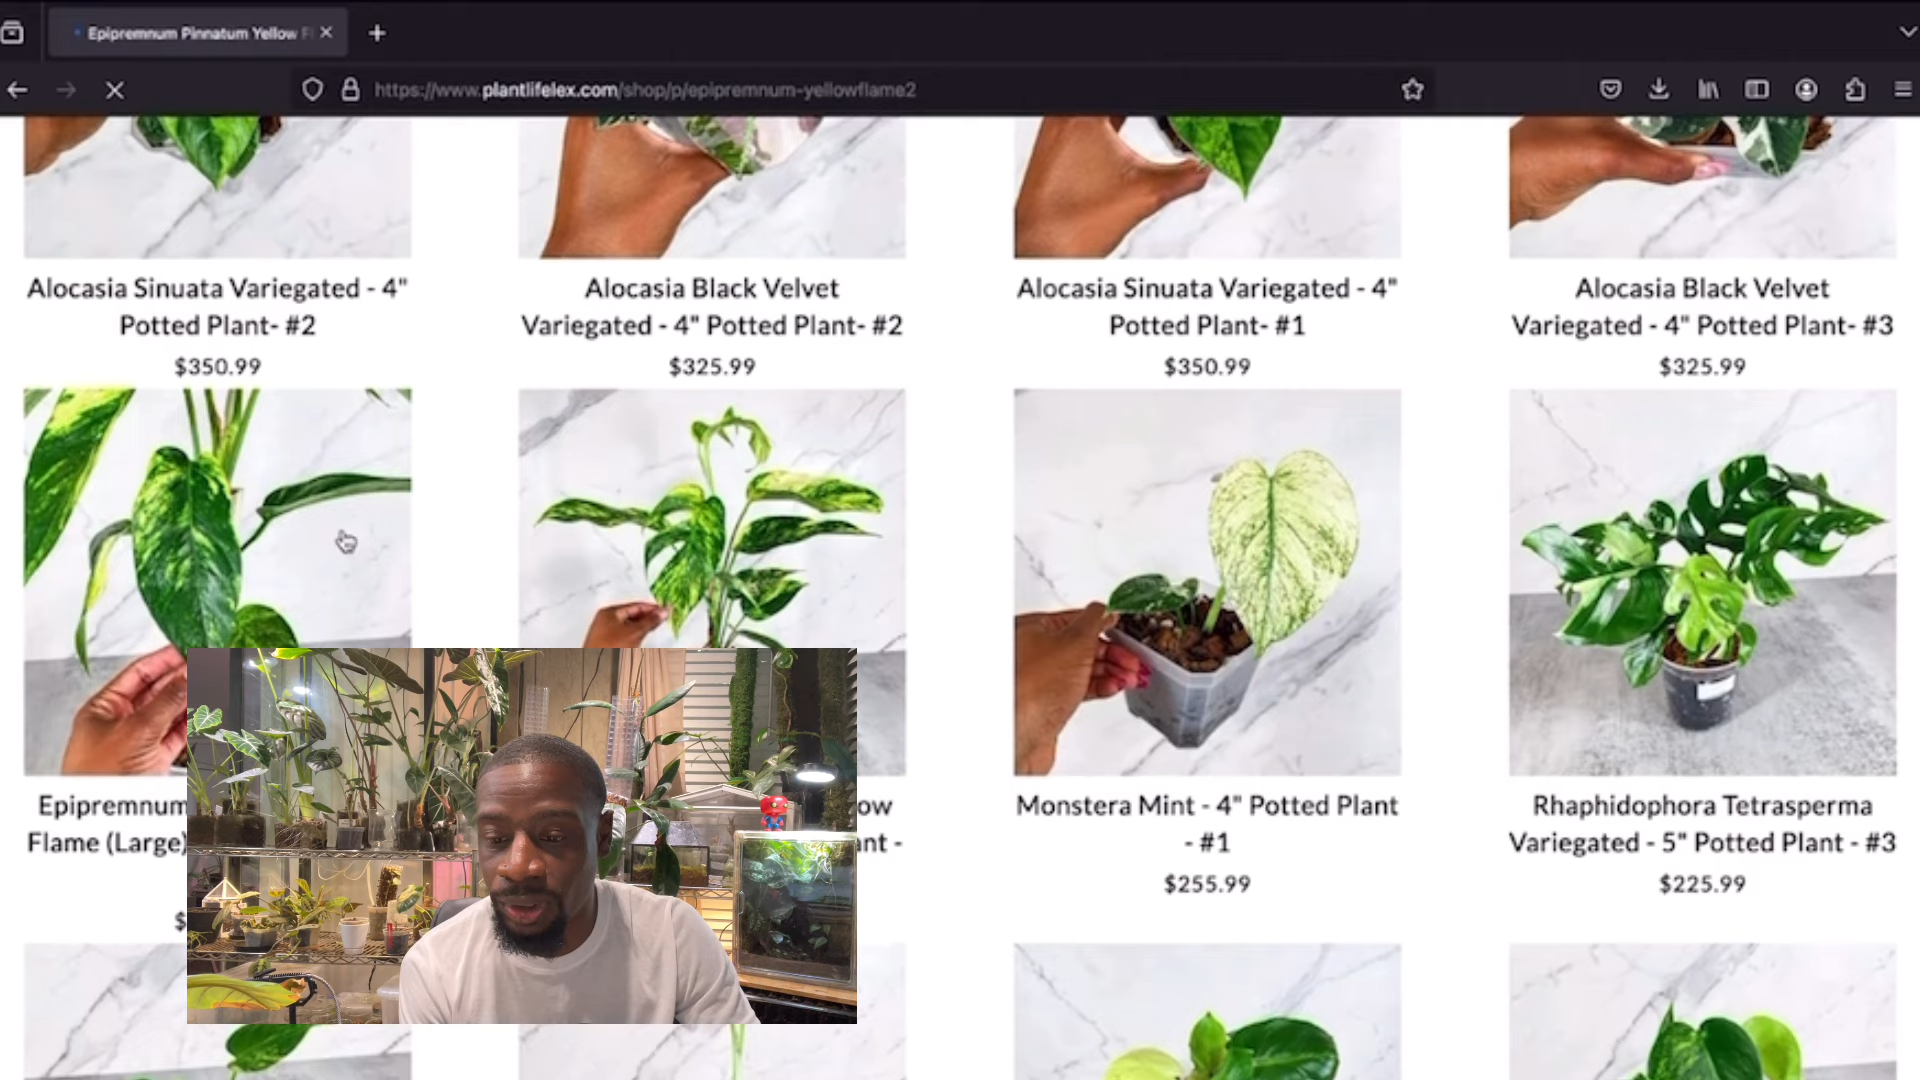 Epipremnum Pinnatum Yellow
https://www.plantlifelex.com/shop/p/epipremnum-yellowflame2
Alocasia Sinuata Variegated - 4"
Potted Plant- #2
$350.99
Alocasia Black Velvet
Variegated - 4" Potted Plant- #2
$325.99
Alocasia Sinuata Variegated - 4"
Potted Plant- #1
$350.99
Alocasia Black Velvet
Variegated - 4" Potted Plant- #3
$325.99
Epipremnum
Flame (Large)
$
ow
ant -
Monstera Mint - 4" Potted Plant
- #1
$255.99
Rhaphidophora Tetrasperma
Variegated - 5" Potted Plant - #3
$225.99